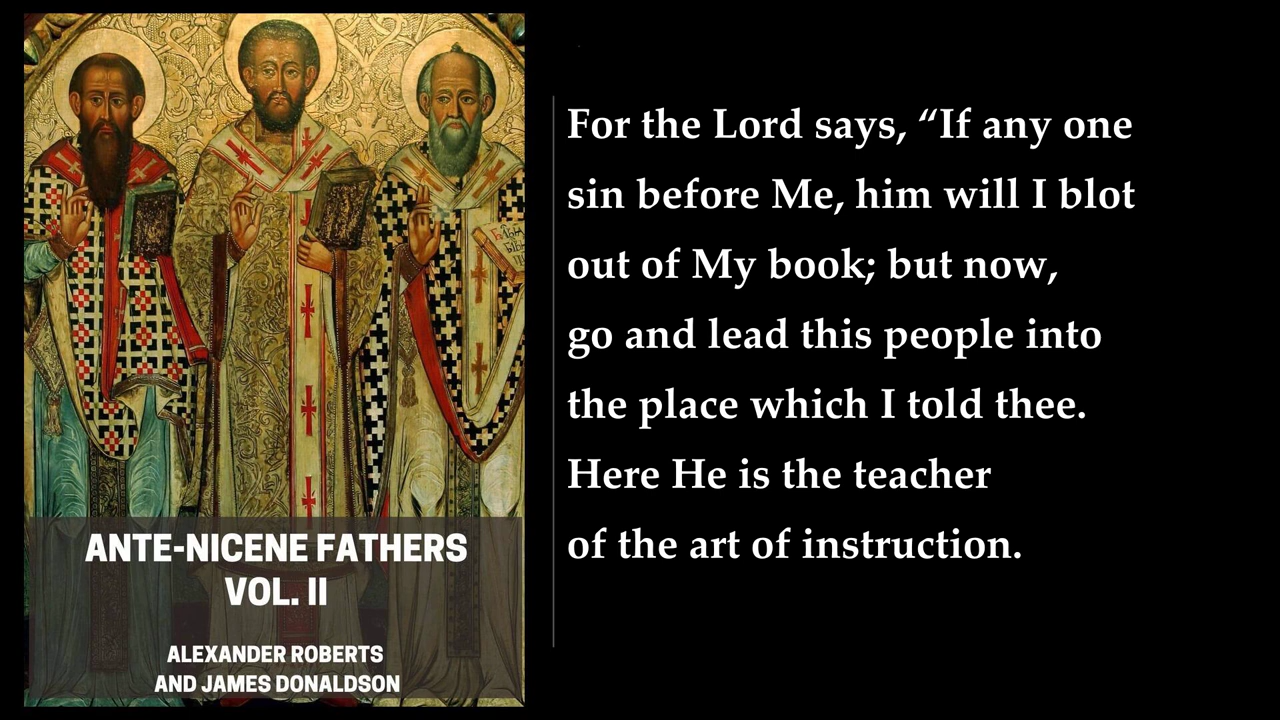 ANTE-NICENE FATHERS
VOL. II
ALEXANDER ROBERTS
AND JAMES DONALDSON
For the Lord says, “If any one
sin before Me, him will I blot
out of My book; but now,
go and lead this people into
the place which I told thee.
Here He is the teacher
of the art of instruction.